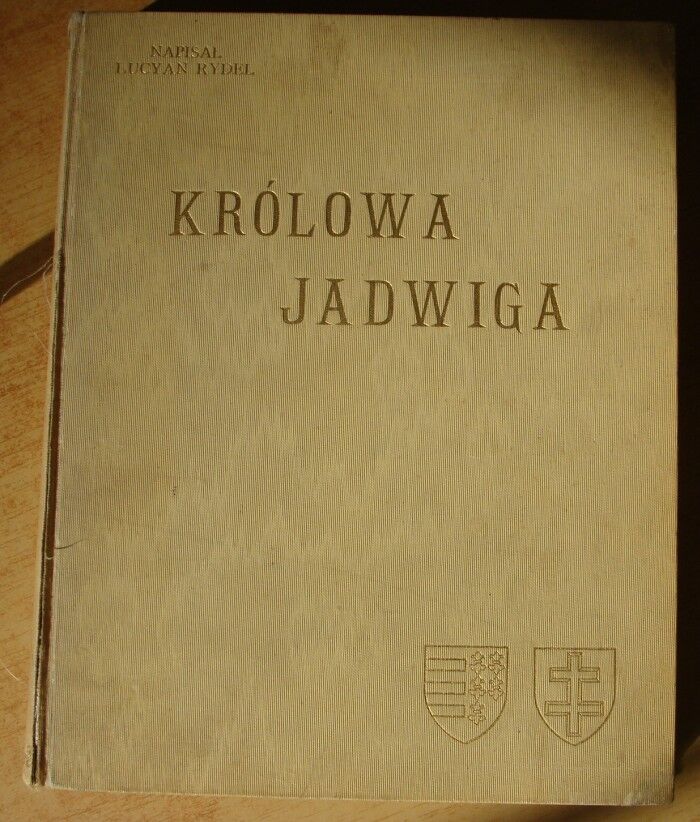 NAPISAŁ
LUCYAN RYDEL
KRÓLOWA
JADWIGA